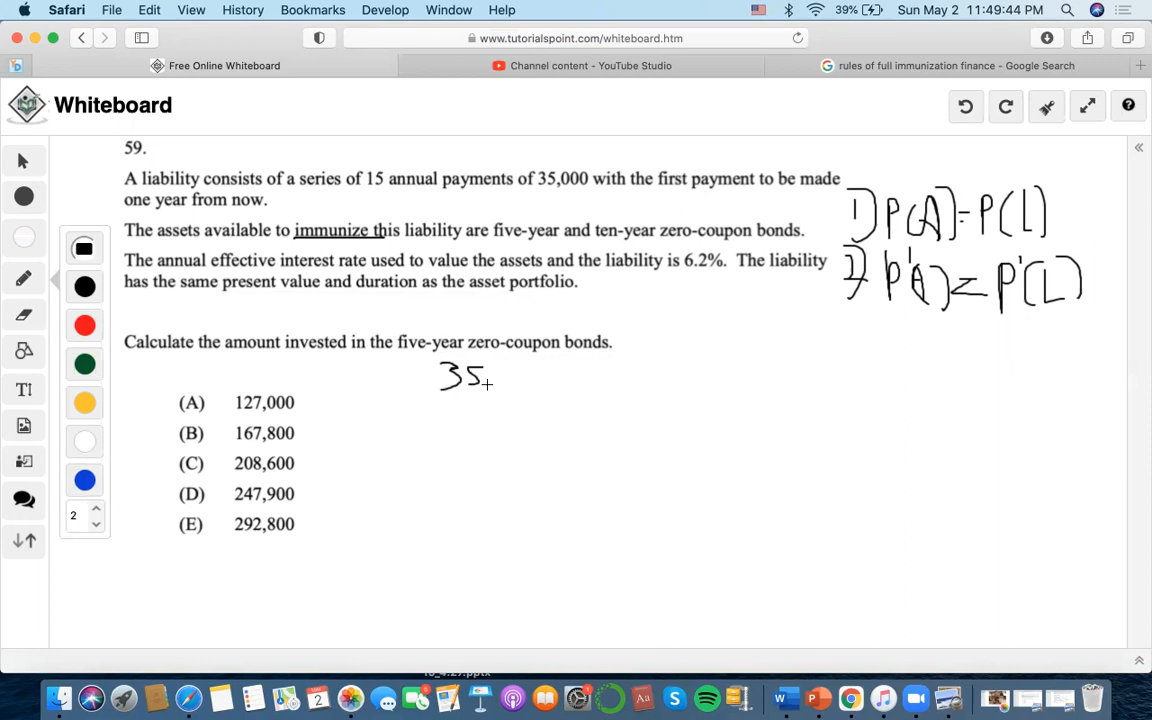 Safari File Edit View History Bookmarks Develop Window Help 39% Sun May 2 11:49:44 PM
www.tutorialspoint.com/whiteboard.htm
Free Online Whiteboard Channel content - YouTube Studio rules of full immunization finance - Google Search
Whiteboard
59.
A liability consists of a series of 15 annual payments of 35,000 with the first payment to be made
one year from now.
The assets available to immunize this liability are five-year and ten-year zero-coupon bonds.
The annual effective interest rate used to value the assets and the liability is 6.2%. The liability
has the same present value and duration as the asset portfolio.
1) P(A) = P(L)
2) P'(A) = P'(L)
Calculate the amount invested in the five-year zero-coupon bonds.
35
(A) 127,000
(B) 167,800
(C) 208,600
(D) 247,900
(E) 292,800
T
2